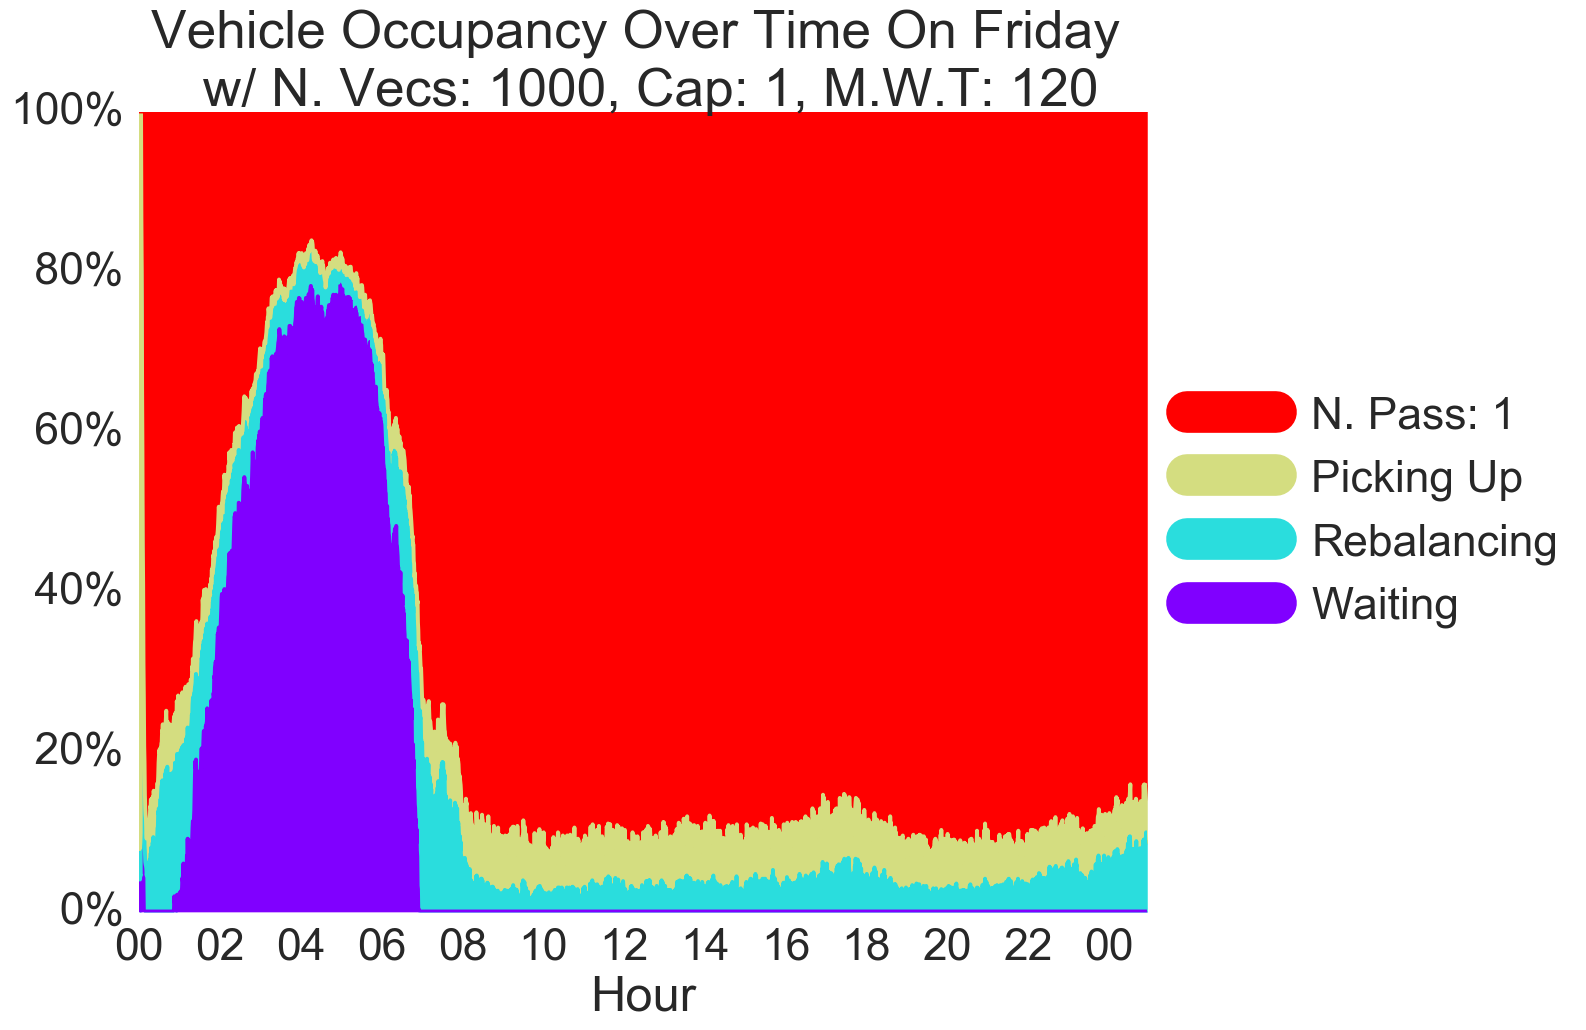 Vehicle Occupancy Over Time On Friday
w/ N. Vecs: 1000, Cap: 1, M.W.T: 120
100%
80%
60%
40%
20%
0%
00 02 04 06 08 10 12 14 16 18 20 22 00
Hour
N. Pass: 1
Picking Up
Rebalancing
Waiting